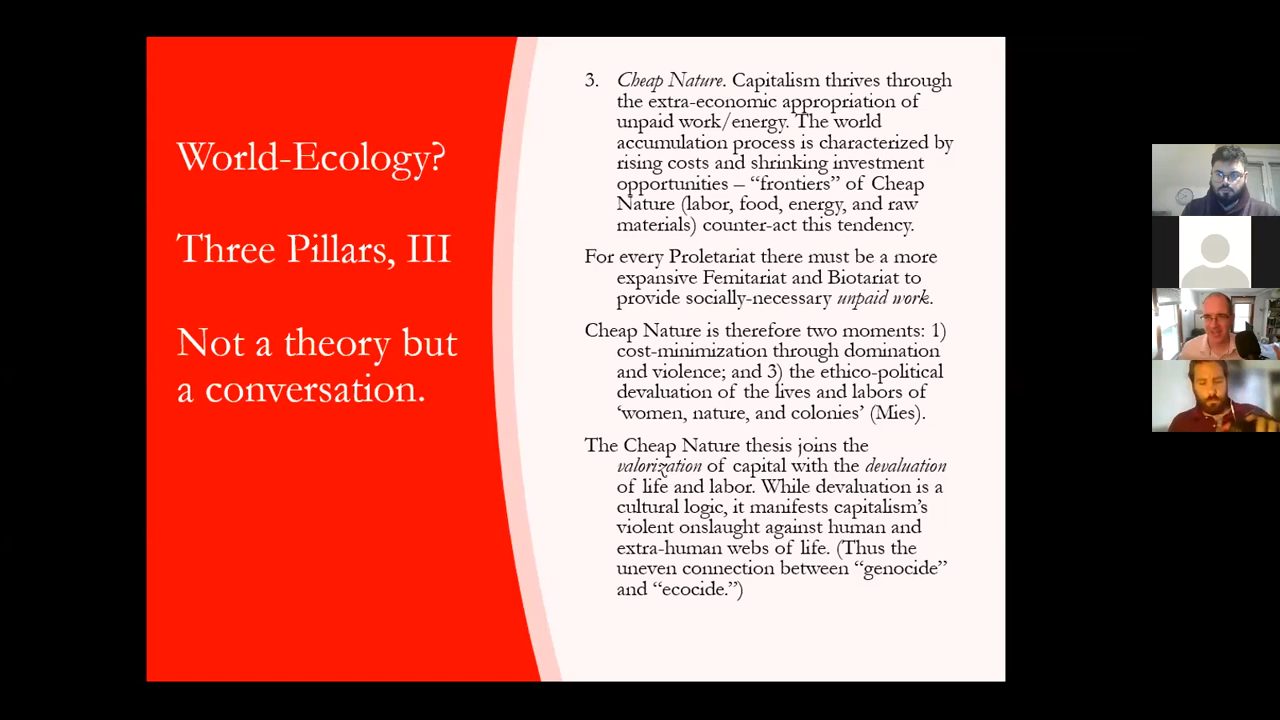 World-Ecology?
Three Pillars, III
Not a theory but
a conversation.
3. Cheap Nature. Capitalism thrives through
the extra-economic appropriation of
unpaid work/energy. The world
accumulation process is characterized by
rising costs and shrinking investment
opportunities – “frontiers” of Cheap
Nature (labor, food, energy, and raw
materials) counter-act this tendency.
For every Proletariat there must be a more
expansive Femitariat and Biotariat to
provide socially-necessary unpaid work.
Cheap Nature is therefore two moments: 1)
cost-minimization through domination
and violence; and 3) the ethico-political
devaluation of the lives and labors of
‘women, nature, and colonies’ (Mies).
The Cheap Nature thesis joins the
valorization of capital with the devaluation
of life and labor. While devaluation is a
cultural logic, it manifests capitalism’s
violent onslaught against human and
extra-human webs of life. (Thus the
uneven connection between “genocide”
and “ecocide.”)